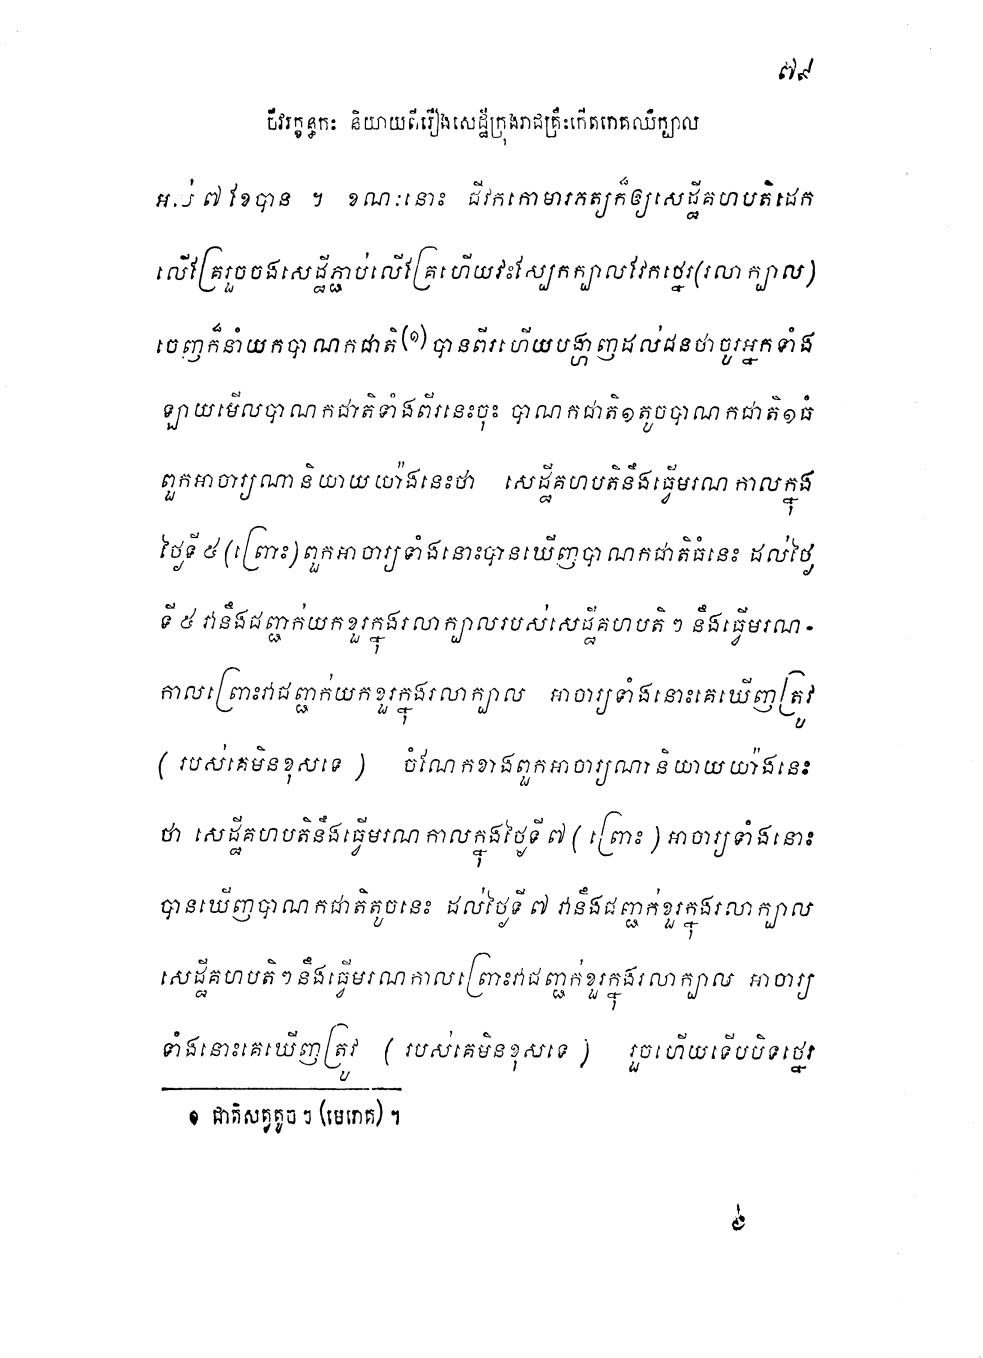 ៧៩
ចីវរក្ខន្ធកៈ និយាយពីរឿងសេដ្ឋីក្រុងរាជគ្រឹះកើតរោគឈឺក្បាល
៧ ខែបាន ។ ខណៈនោះ ជីវកកោមារភត្យក៏ឲ្យសេដ្ឋីគហបតិដេក
លើគ្រែរួចចងសេដ្ឋីភ្ជាប់លើគ្រែហើយវះស្បែកក្បាលវែកថ្នេរ(រលាក្បាល)
ចេញក៏នាំយកបាណកជាតិ(១)បានពីរហើយបង្ហាញដល់ជនថាចូរអ្នកទាំង
ឡាយមើលបាណកជាតិទាំងពីរនេះចុះ បាណកជាតិ១តូចបាណកជាតិ១ធំ
ពួកអាចារ្យណានិយាយយ៉ាងនេះថា សេដ្ឋីគហបតិនឹងធ្វើមរណកាលក្នុង
ថ្ងៃទី ៥ (ព្រោះ) ពួកអាចារ្យទាំងនោះបានឃើញបាណកជាតិធំនេះ ដល់ថ្ងៃ
ទី ៥ វានឹងជញ្ជក់យកខួរក្នុងរលាក្បាលរបស់សេដ្ឋីគហបតិ ៗ នឹងធ្វើមរណ-
កាលព្រោះវាជញ្ជក់យកខួរក្នុងរលាក្បាល អាចារ្យទាំងនោះគេឃើញត្រូវ
( របស់គេមិនខុសទេ ) ចំណែកខាងពួកអាចារ្យណានិយាយយ៉ាងនេះ
ថា សេដ្ឋីគហបតិនឹងធ្វើមរណកាលក្នុងថ្ងៃទី ៧ ( ព្រោះ ) អាចារ្យទាំងនោះ
បានឃើញបាណកជាតិតូចនេះ ដល់ថ្ងៃទី ៧ វានឹងជញ្ជក់ខួរក្នុងរលាក្បាល
សេដ្ឋីគហបតិ ៗ នឹងធ្វើមរណកាលព្រោះវាជញ្ជក់ខួរក្នុងរលាក្បាល អាចារ្យ
ទាំងនោះគេឃើញត្រូវ ( របស់គេមិនខុសទេ ) រួចហើយទើបបិទថ្នេរ
១ ជាតិសត្វតូច ៗ (មេរោគ) ។